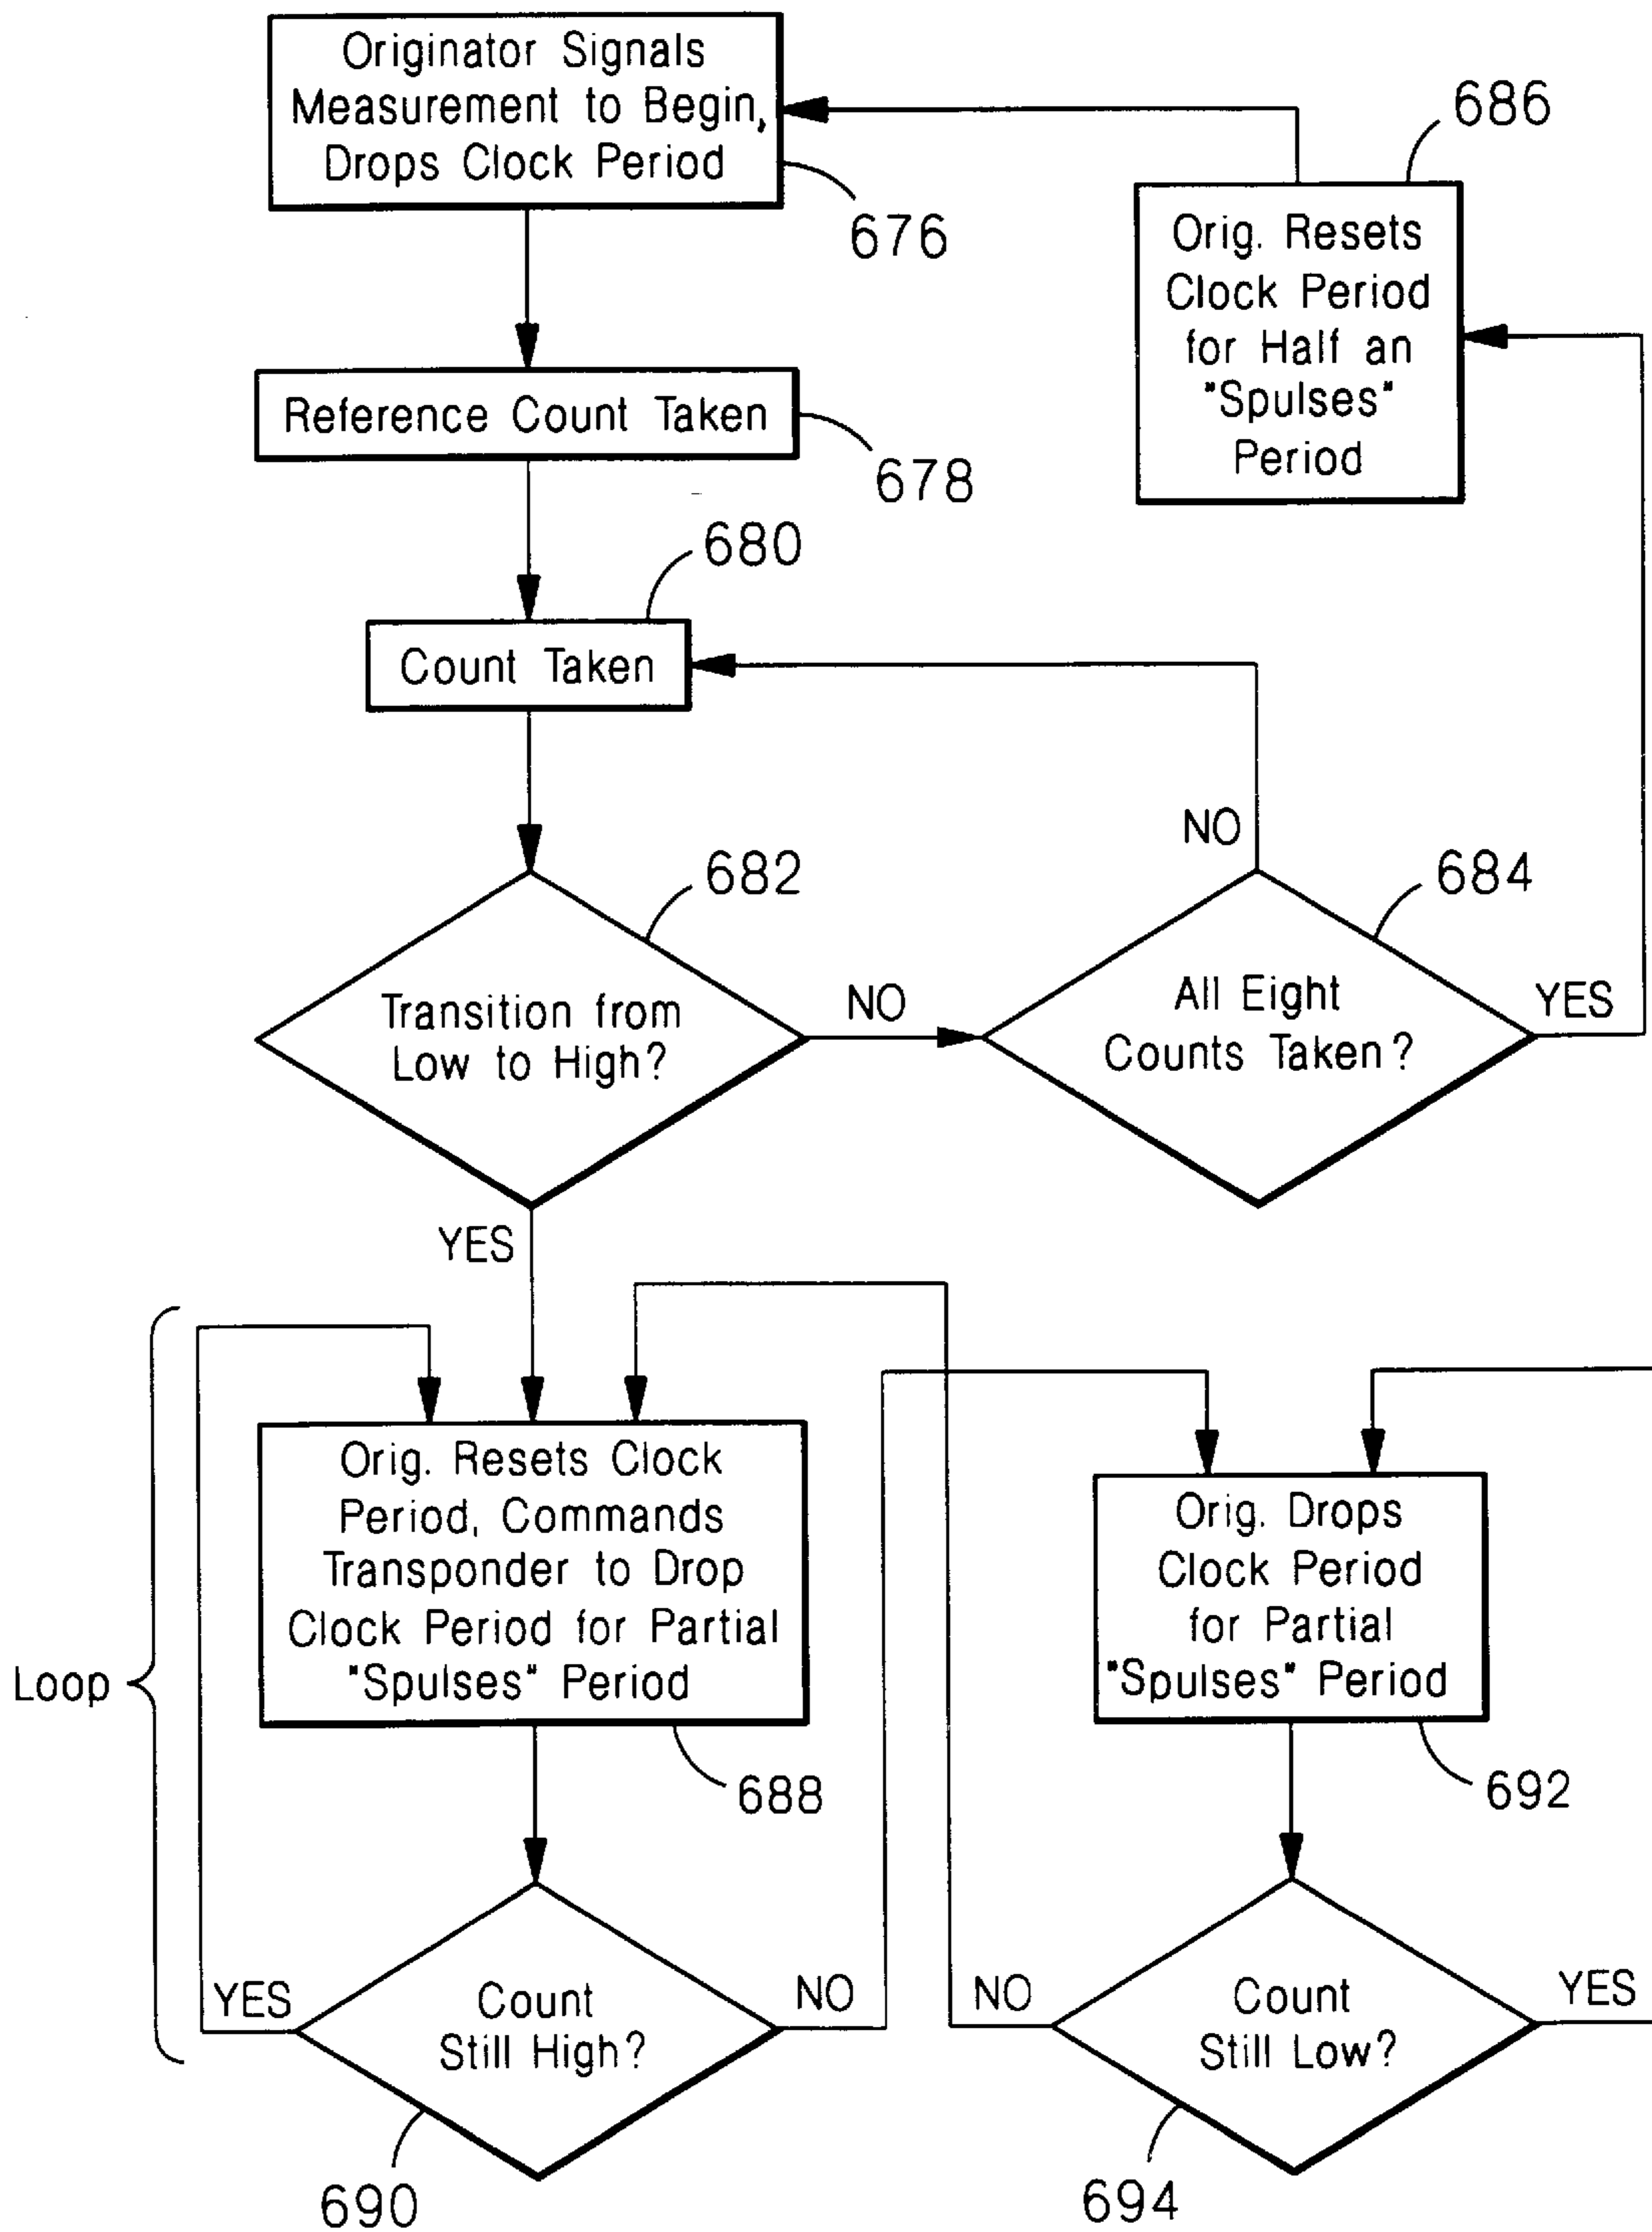 Originator Signals
Measurement to Begin,
Drops Clock Period
676
686
Orig. Resets
Clock Period
for Half an
"Spulses"
Period
Reference Count Taken
678
680
Count Taken
682
Transition from
Low to High?
NO
YES
NO
684
All Eight
Counts Taken?
YES
Loop
Orig. Resets Clock
Period, Commands
Transponder to Drop
Clock Period for Partial
"Spulses" Period
688
Orig. Drops
Clock Period
for Partial
"Spulses" Period
692
YES
Count
Still High?
NO
690
NO
Count
Still Low?
YES
694